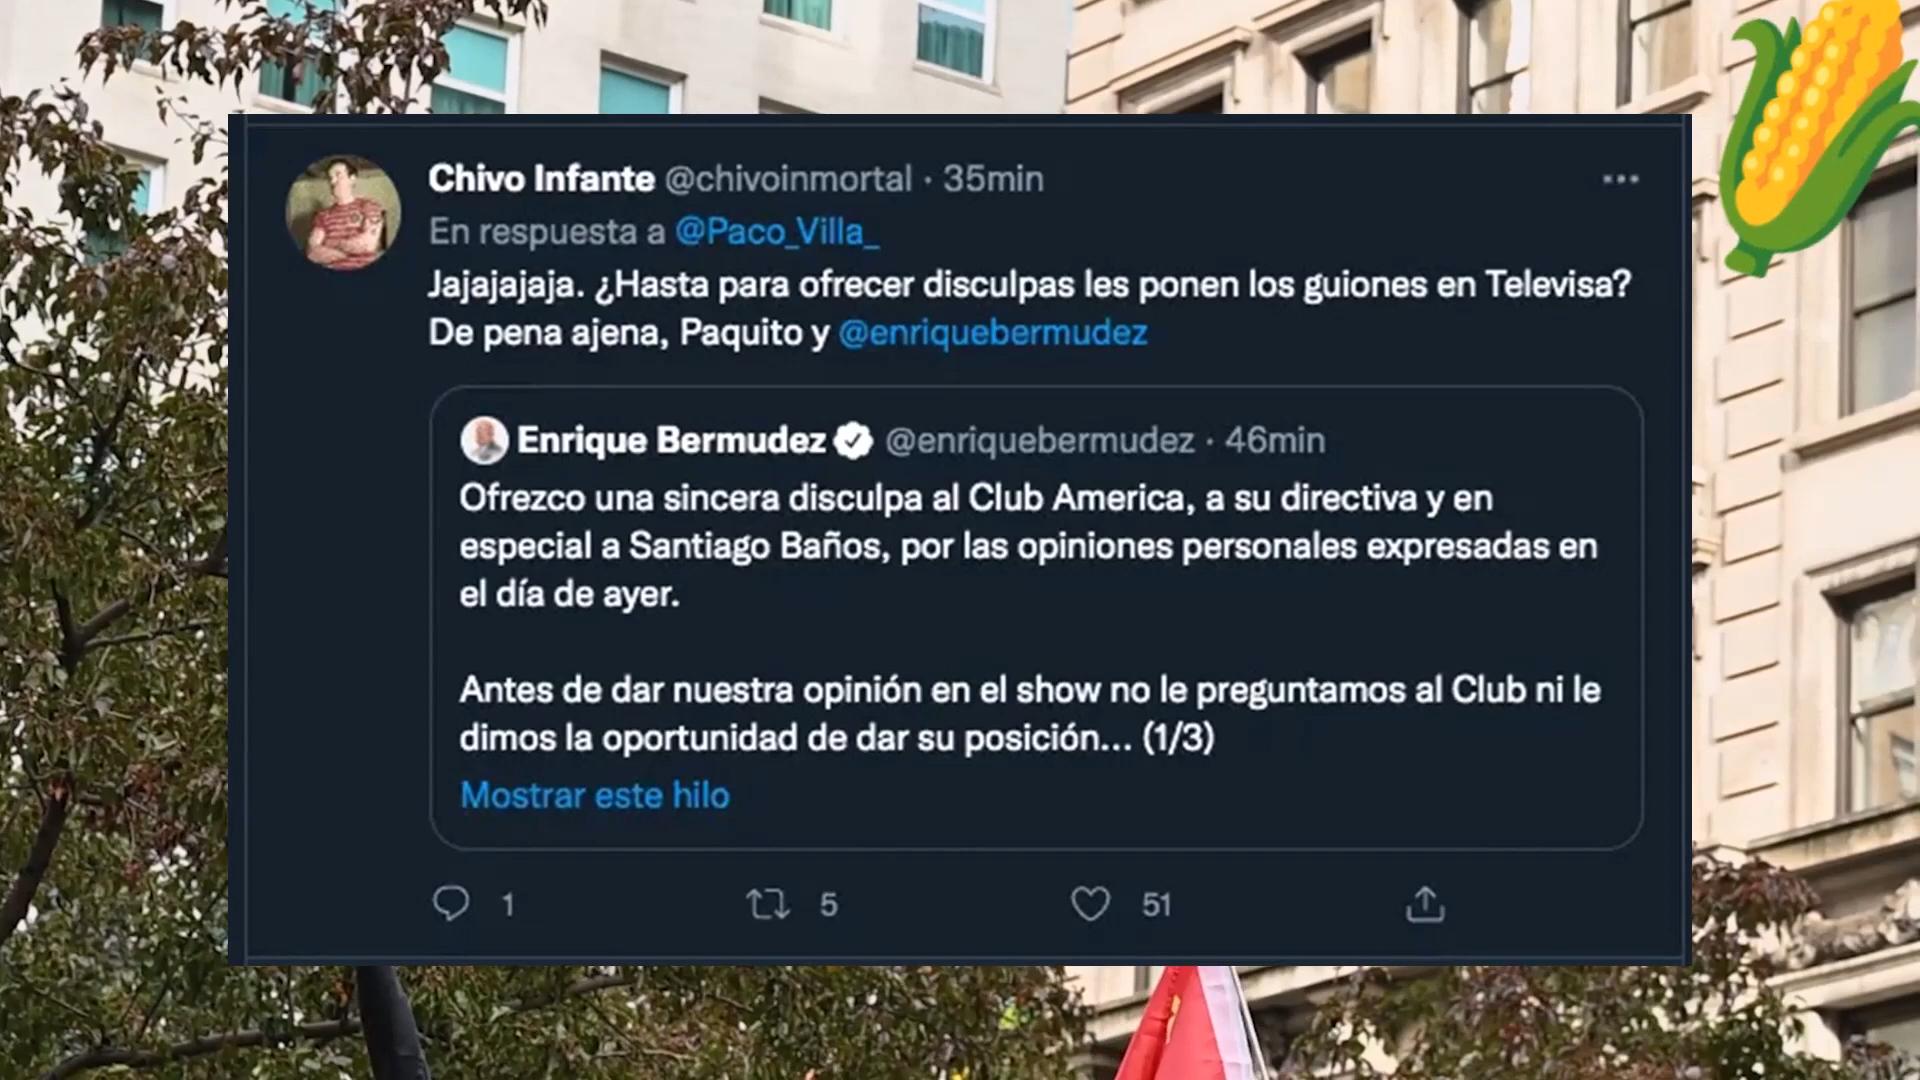 Chivo Infante @chivoinmortal · 35min
En respuesta a @Paco_Villa_
Jajajajaja. ¿Hasta para ofrecer disculpas les ponen los guiones en Televisa?
De pena ajena, Paquito y @enriquebermudez
Enrique Bermudez @enriquebermudez · 46min
Ofrezco una sincera disculpa al Club America, a su directiva y en
especial a Santiago Baños, por las opiniones personales expresadas en
el día de ayer.
Antes de dar nuestra opinión en el show no le preguntamos al Club ni le
dimos la oportunidad de dar su posición... (1/3)
Mostrar este hilo
1 5 51